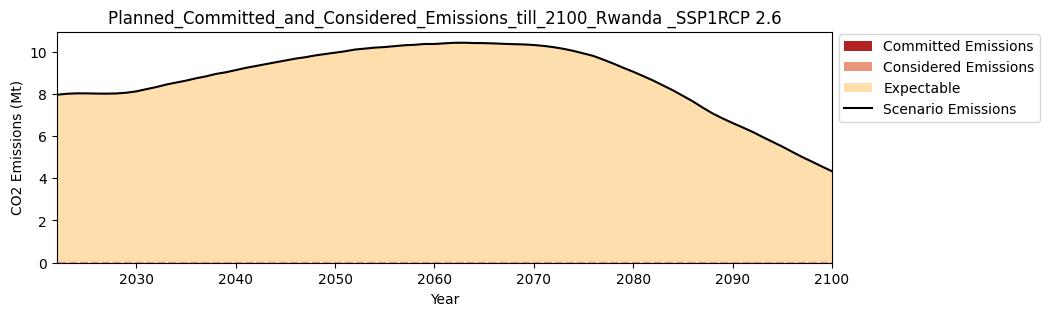 Planned_Committed_and_Considered_Emissions_till_2100_Rwanda _SSP1RCP 2.6
CO2 Emissions (Mt)
10
8
6
4
2
0
2030 2040 2050 2060 2070 2080 2090 2100
Year
Committed Emissions
Considered Emissions
Expectable
Scenario Emissions